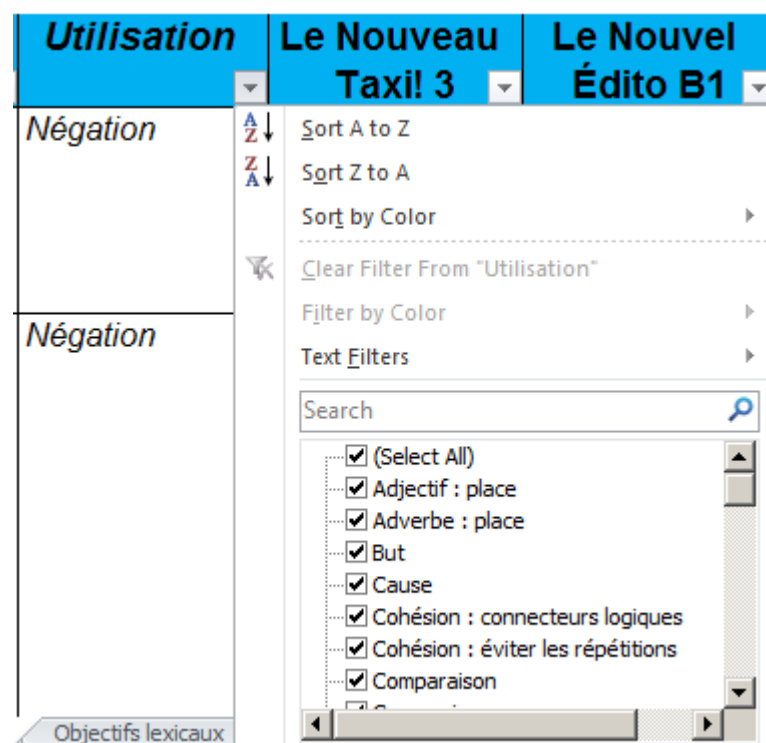 Utilisation
Le Nouveau
Taxi! 3
Le Nouvel
Édito B1
Négation
Négation
Sort A to Z
Sort Z to A
Sort by Color
Clear Filter From "Utilisation"
Filter by Color
Text Filters
Search
(Select All)
Adjectif : place
Adverbe : place
But
Cause
Cohésion : connecteurs logiques
Cohésion : éviter les répétitions
Comparaison
Objectifs lexicaux